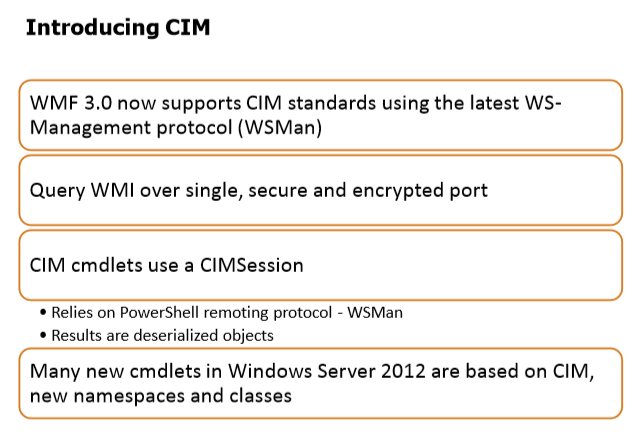 Introducing CIM
WMF 3.0 now supports CIM standards using the latest WS-
Management protocol (WSMan)
Query WMI over single, secure and encrypted port
CIM cmdlets use a CIMSession
• Relies on PowerShell remoting protocol - WSMan
• Results are deserialized objects
Many new cmdlets in Windows Server 2012 are based on CIM,
new namespaces and classes